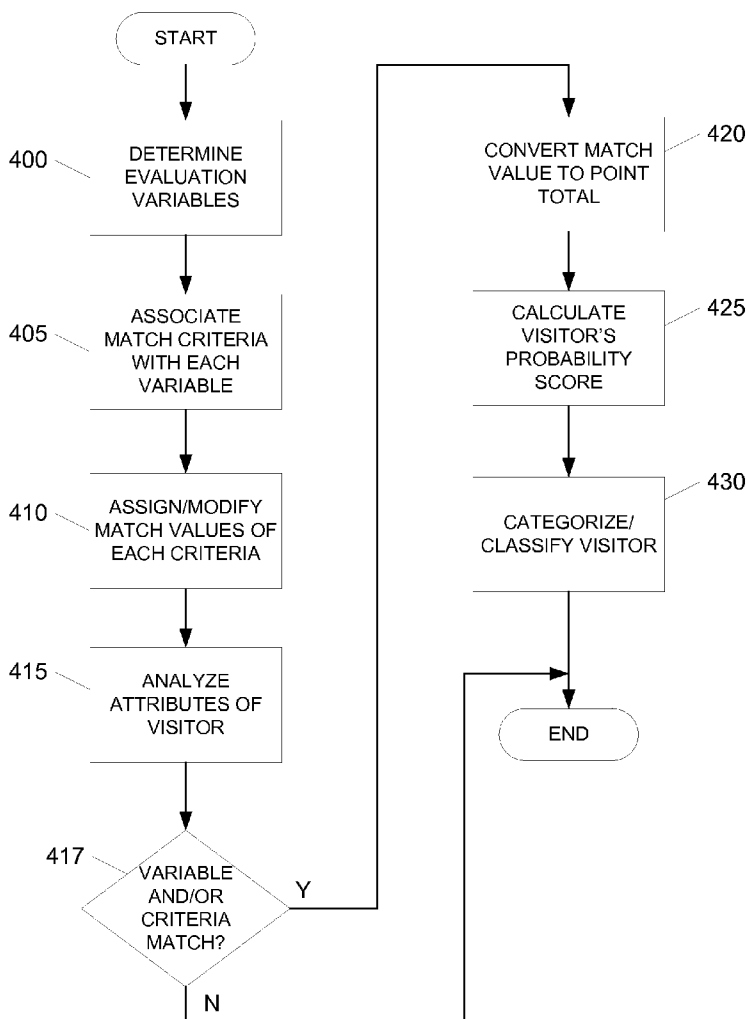 START
400
DETERMINE
EVALUATION
VARIABLES
405
ASSOCIATE
MATCH CRITERIA
WITH EACH
VARIABLE
410
ASSIGN/MODIFY
MATCH VALUES OF
EACH CRITERIA
415
ANALYZE
ATTRIBUTES OF
VISITOR
417
VARIABLE
AND/OR
CRITERIA
MATCH?
Y
N
420
CONVERT MATCH
VALUE TO POINT
TOTAL
425
CALCULATE
VISITOR'S
PROBABILITY
SCORE
430
CATEGORIZE/
CLASSIFY VISITOR
END